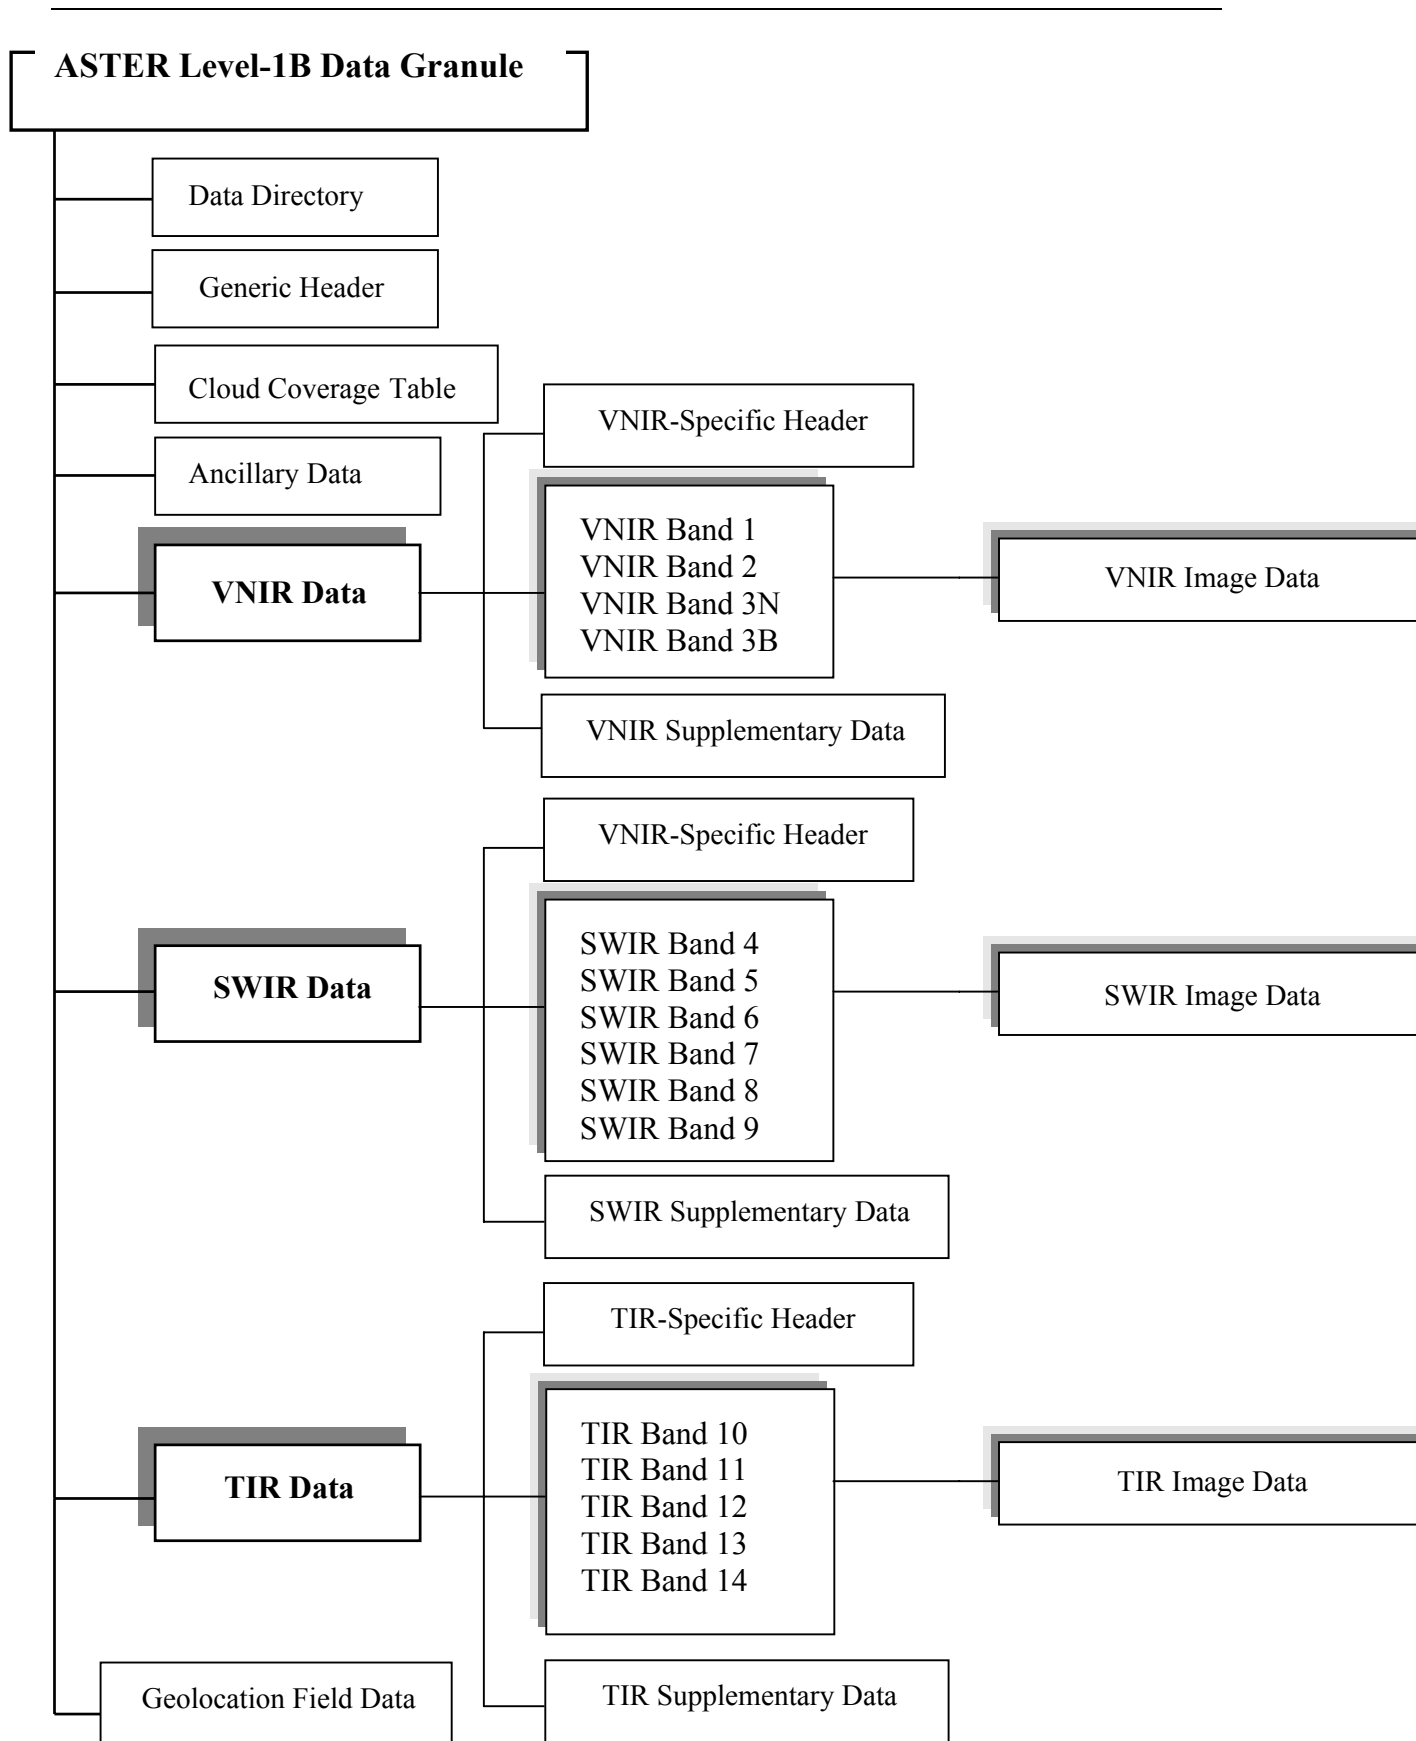 ASTER Level-1B Data Granule
Data Directory
Generic Header
Cloud Coverage Table
Ancillary Data
VNIR Data
VNIR-Specific Header
VNIR Band 1
VNIR Band 2
VNIR Band 3N
VNIR Band 3B
VNIR Image Data
VNIR Supplementary Data
SWIR Data
VNIR-Specific Header
SWIR Band 4
SWIR Band 5
SWIR Band 6
SWIR Band 7
SWIR Band 8
SWIR Band 9
SWIR Image Data
SWIR Supplementary Data
TIR Data
TIR-Specific Header
TIR Band 10
TIR Band 11
TIR Band 12
TIR Band 13
TIR Band 14
TIR Image Data
TIR Supplementary Data
Geolocation Field Data